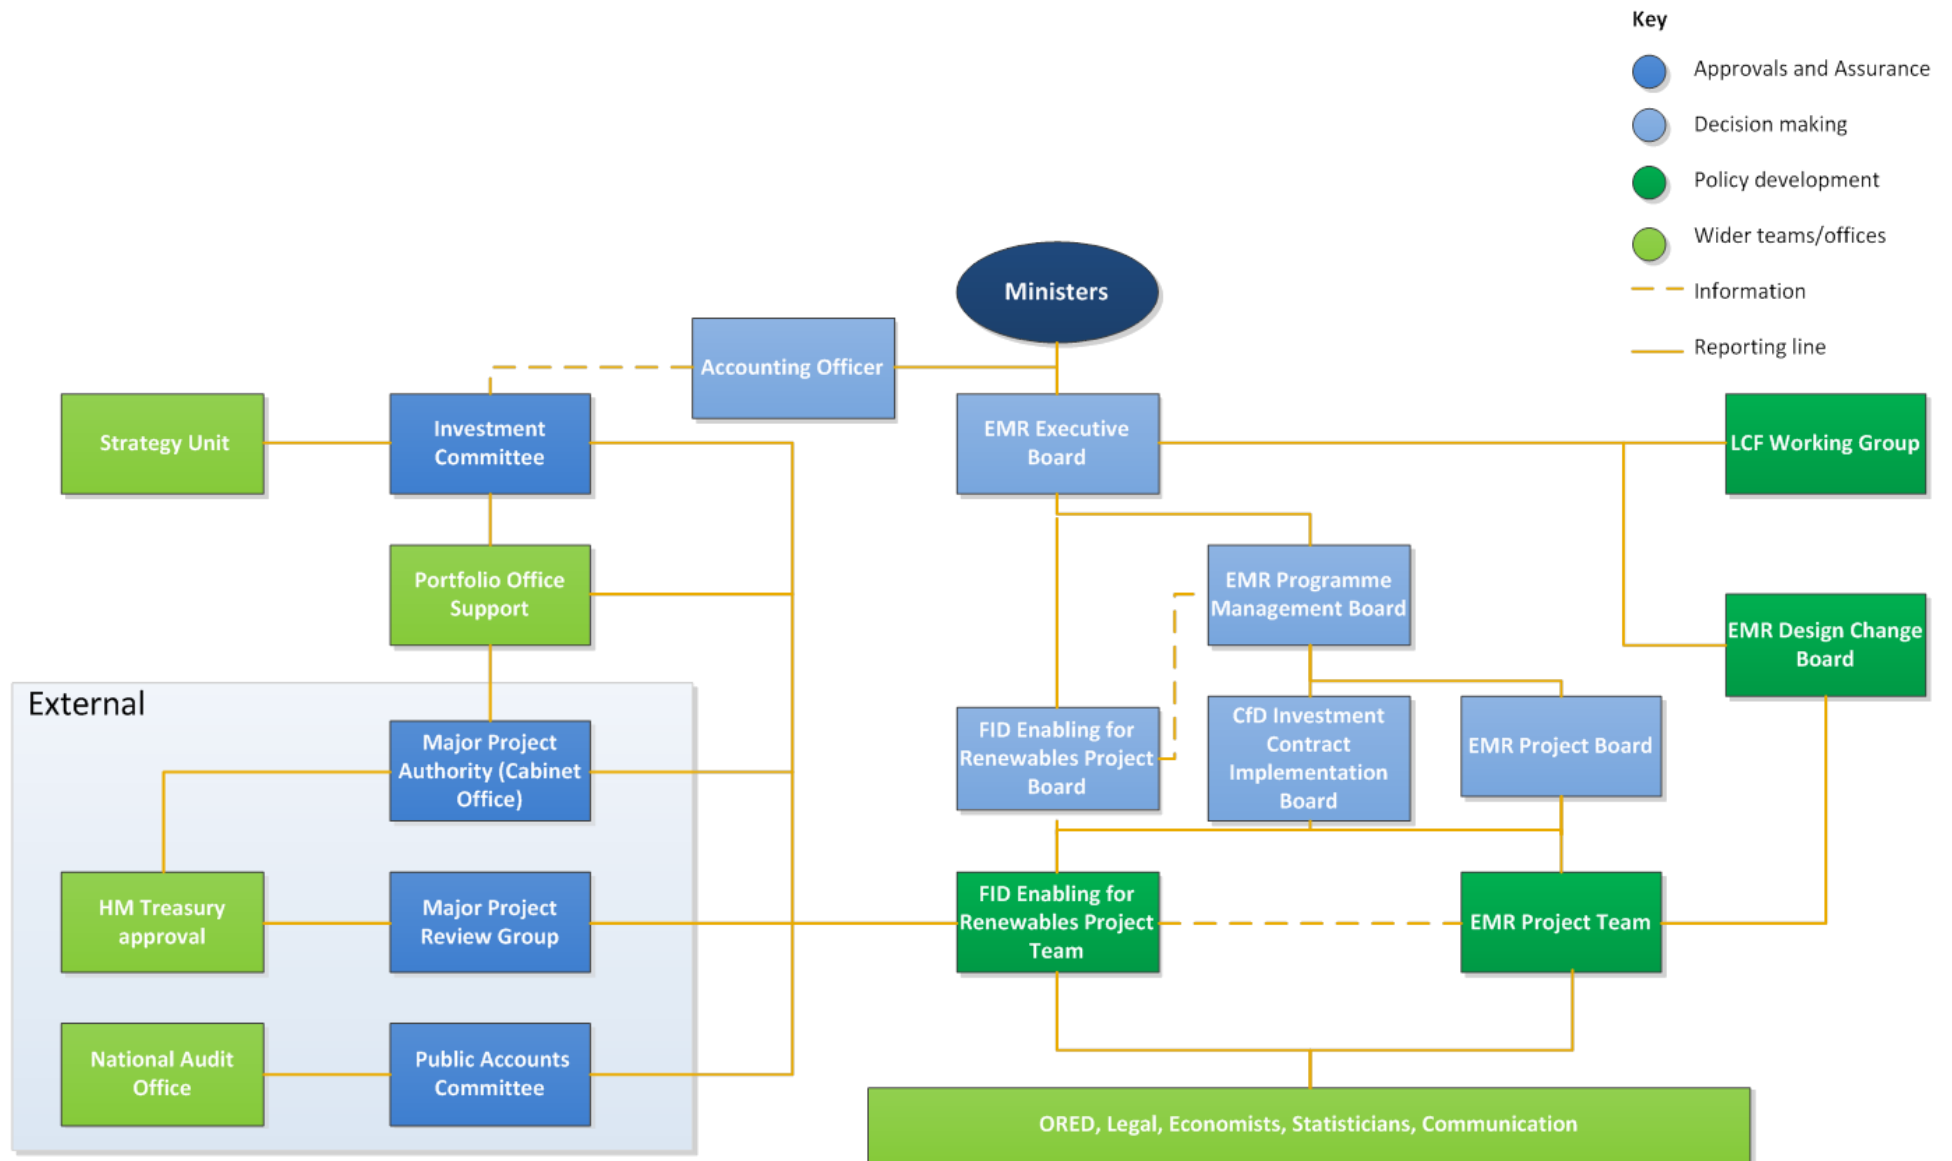 Key
Approvals and Assurance
Decision making
Policy development
Wider teams/offices
Information
Reporting line
Ministers
Accounting Officer
Strategy Unit
Investment
Committee
EMR Executive
Board
LCF Working Group
Portfolio Office
Support
EMR Programme
Management Board
EMR Design Change
Board
External
Major Project
Authority (Cabinet
Office)
FID Enabling for
Renewables Project
Board
CfD Investment
Contract
Implementation
Board
EMR Project Board
HM Treasury
approval
Major Project
Review Group
FID Enabling for
Renewables Project
Team
EMR Project Team
National Audit
Office
Public Accounts
Committee
ORED, Legal, Economists, Statisticians, Communication